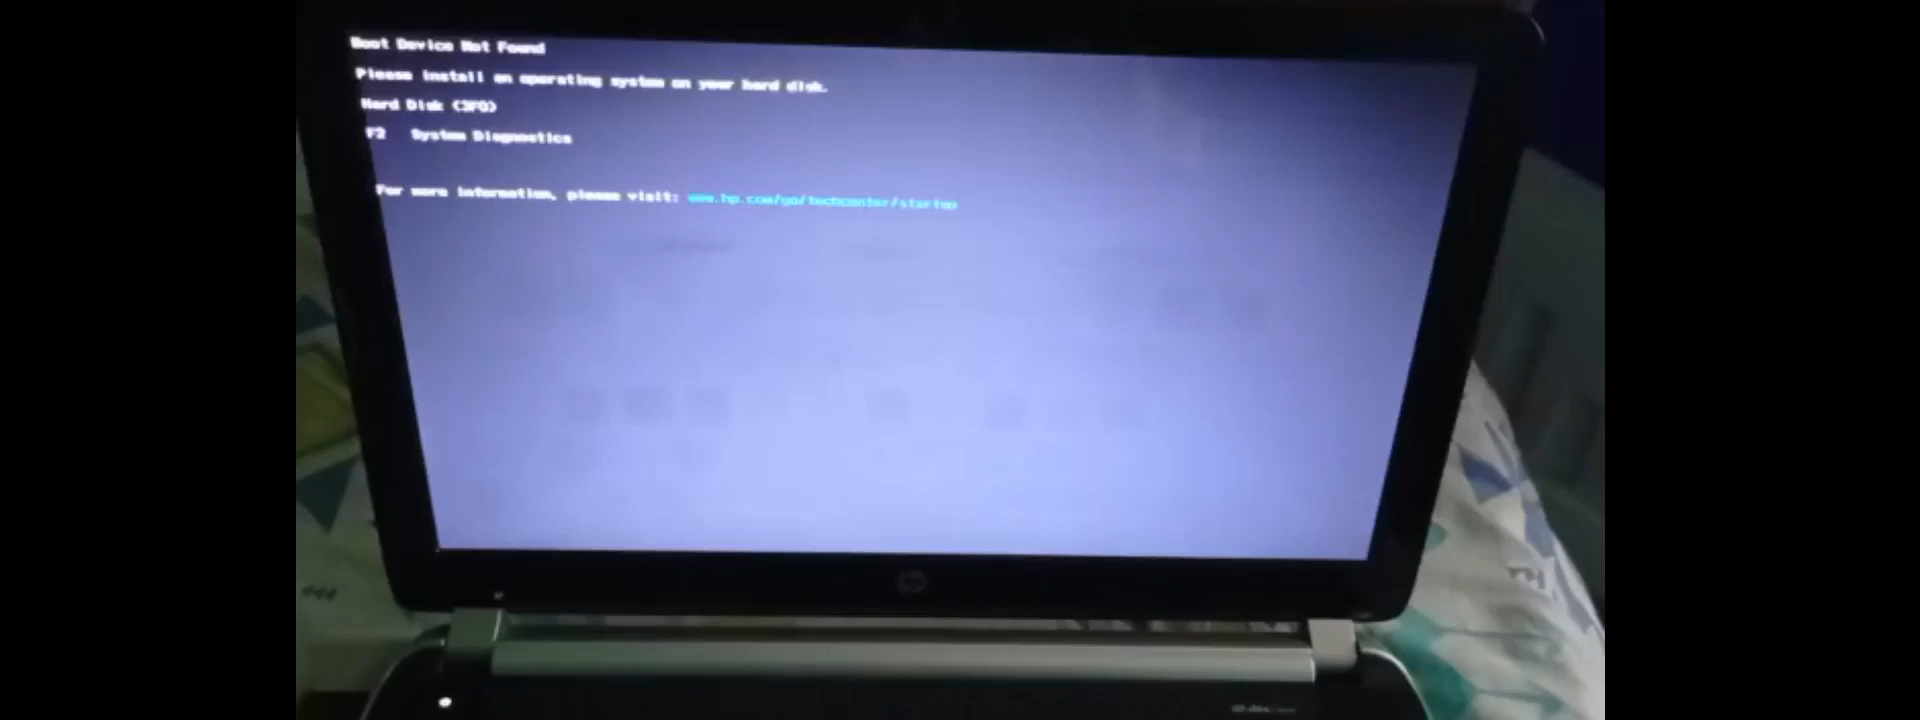 Boot Device Not Found
Please install an operating system on your hard disk.
Hard Disk (3F0)
F2 System Diagnostics
For more information, please visit: www.hp.com/go/techcenter/startup
hp